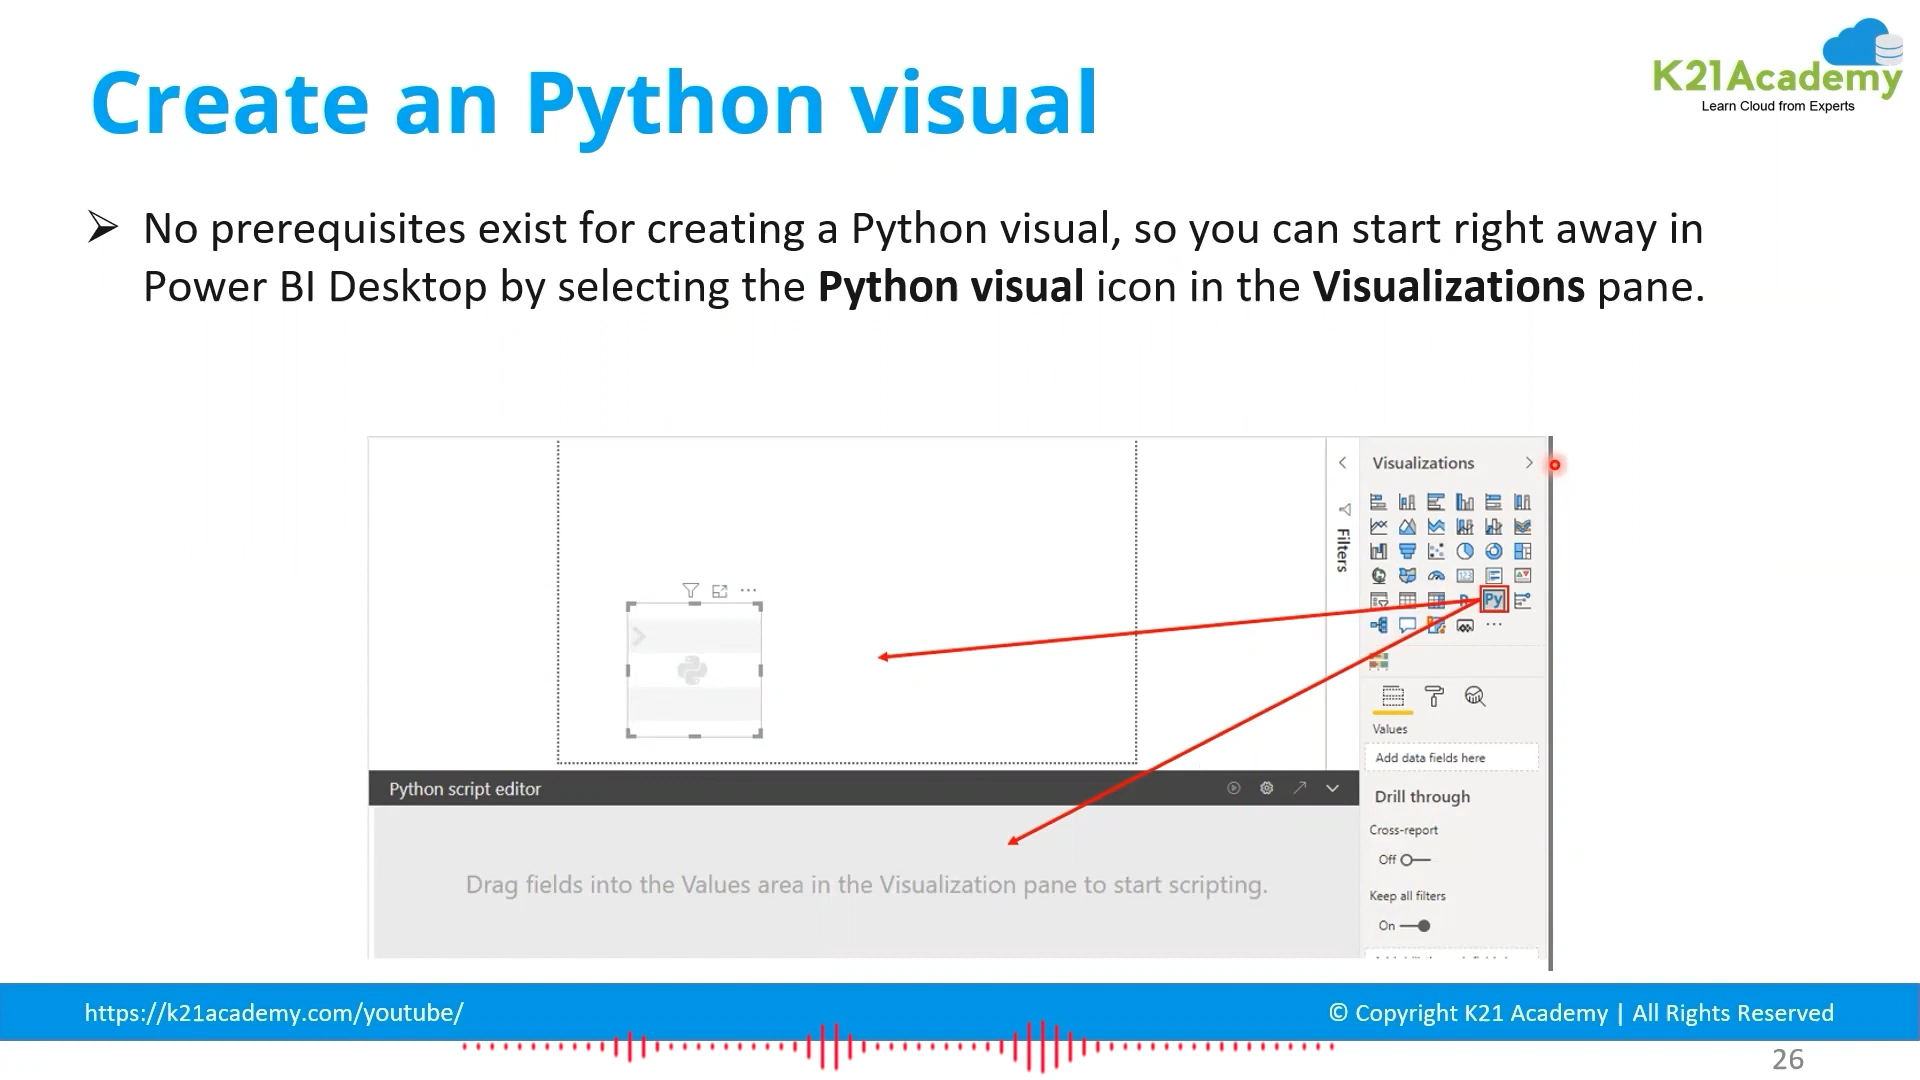 Create an Python visual
K21Academy
Learn Cloud from Experts
No prerequisites exist for creating a Python visual, so you can start right away in
Power BI Desktop by selecting the Python visual icon in the Visualizations pane.
Visualizations
Filters
Py
Values
Add data fields here
Python script editor
Drill through
Cross-report
Off
Drag fields into the Values area in the Visualization pane to start scripting.
Keep all filters
On
https://k21academy.com/youtube/
© Copyright K21 Academy | All Rights Reserved
26